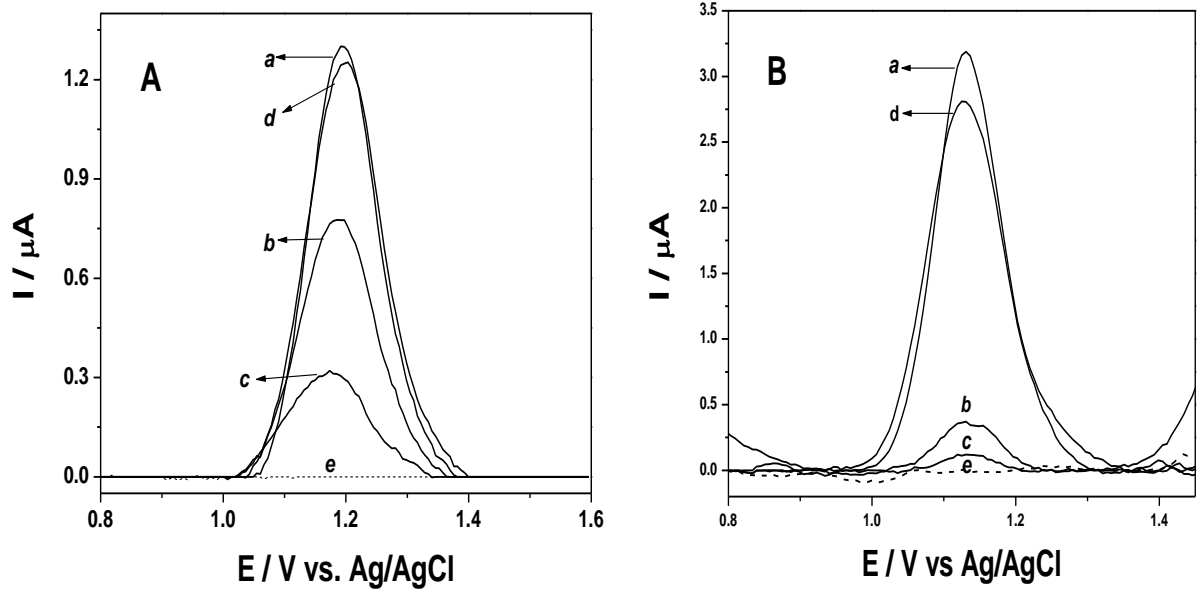 A
a
d
b
c
e
1.2
0.9
0.6
0.3
0.0
I / µA
0.8
1.0
1.2
1.4
1.6
E / V vs. Ag/AgCl
B
a
d
b
c
e
3.5
3.0
2.5
2.0
1.5
1.0
0.5
0.0
I / µA
0.8
1.0
1.2
1.4
E / V vs Ag/AgCl